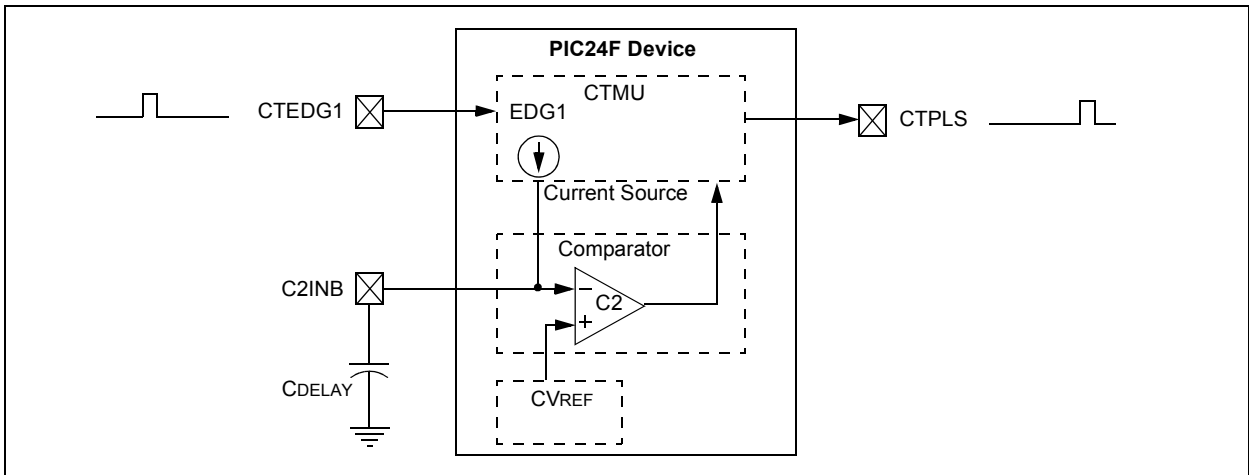 PIC24F Device
CTMU
CTEDG1
EDG1
CTPLS
Current Source
Comparator
C2INB
−
C2
+
CDELAY
CVREF